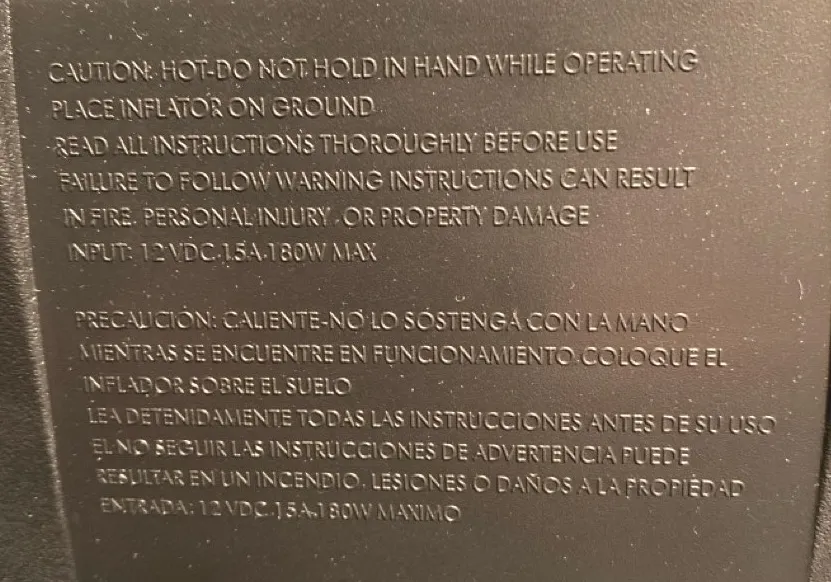 CAUTION: HOT-DO NOT HOLD IN HAND WHILE OPERATING
PLACE INFLATOR ON GROUND
READ ALL INSTRUCTIONS THOROUGHLY BEFORE USE
FAILURE TO FOLLOW WARNING INSTRUCTIONS CAN RESULT
IN FIRE, PERSONAL INJURY, OR PROPERTY DAMAGE
INPUT: 12 VDC,15A,180W MAX
PRECAUCIÓN: CALIENTE-NO LO SOSTENGA CON LA MANO
MIENTRAS SE ENCUENTRE EN FUNCIONAMIENTO COLOQUE EL
INFLADOR SOBRE EL SUELO
LEA DETENIDAMENTE TODAS LAS INSTRUCCIONES ANTES DE SU USO
EL NO SEGUIR LAS INSTRUCCIONES DE ADVERTENCIA PUEDE
RESULTAR EN UN INCENDIO, LESIONES O DAÑOS A LA PROPIEDAD
ENTRADA: 12 VDC,15A,180W MAXIMO